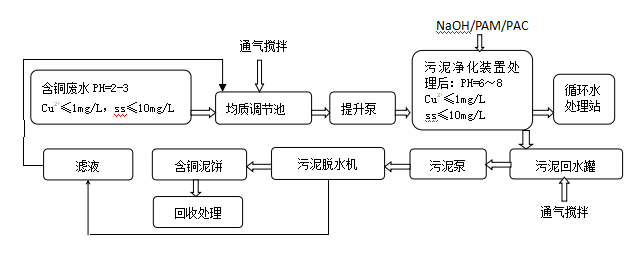 NaOH/PAM/PAC
通气搅拌
含铜废水 PH=2-3
Cu²⁺≤1mg/L, ss≤10mg/L
均质调节池
提升泵
污泥净化装置处
理后：PH=6～8
Cu²⁺≤1mg/L
ss≤10mg/L
循环水
处理站
滤液
含铜泥饼
污泥脱水机
污泥泵
污泥回水罐
回收处理
通气搅拌